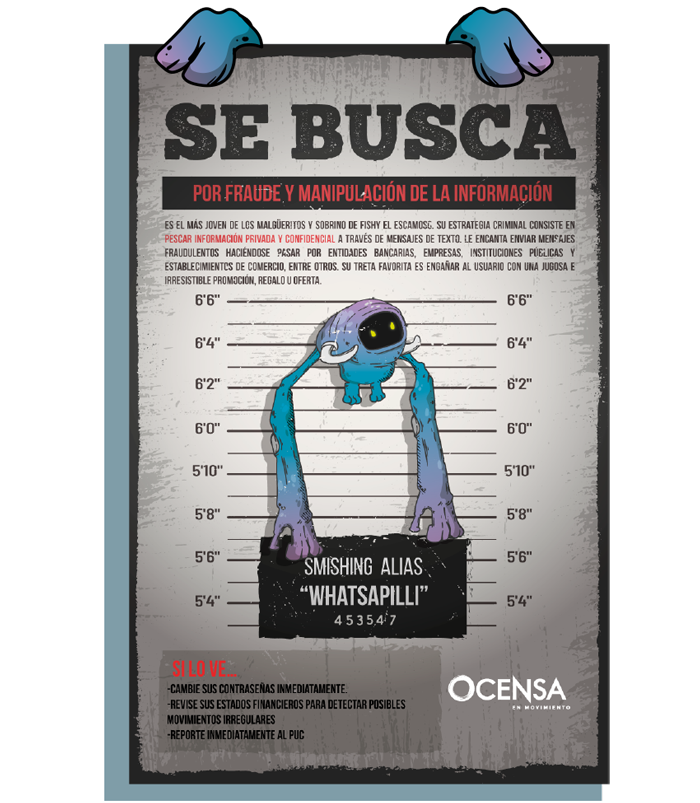 SE BUSCA
POR FRAUDE Y MANIPULACIÓN DE LA INFORMACIÓN
ES EL MÁS JOVEN DE LOS MALGÜERITOS Y SOBRINO DE FISHY EL ESCAMOSO. SU ESTRATEGIA CRIMINAL CONSISTE EN
PESCAR INFORMACIÓN PRIVADA Y CONFIDENCIAL A TRAVÉS DE MENSAJES DE TEXTO. LE ENCANTA ENVIAR MENSAJES
FRAUDULENTOS HACIÉNDOSE PASAR POR ENTIDADES BANCARIAS, EMPRESAS, INSTITUCIONES PÚBLICAS Y
ESTABLECIMIENTOS DE COMERCIO, ENTRE OTROS. SU TRETA FAVORITA ES ENGAÑAR AL USUARIO CON UNA JUGOSA E
IRRESISTIBLE PROMOCIÓN, REGALO U OFERTA.
6'6" 6'6"
6'4" 6'4"
6'2" 6'2"
6'0" 6'0"
5'10" 5'10"
5'8" 5'8"
5'6" 5'6"
5'4" 5'4"
SMISHING ALIAS
“WHATSAPILLI”
453547
SI LO VE...
-CAMBIE SUS CONTRASEÑAS INMEDIATAMENTE.
-REVISE SUS ESTADOS FINANCIEROS PARA DETECTAR POSIBLES
MOVIMIENTOS IRREGULARES
-REPORTE INMEDIATAMENTE AL PUC
OCENSA
EN MOVIMIENTO